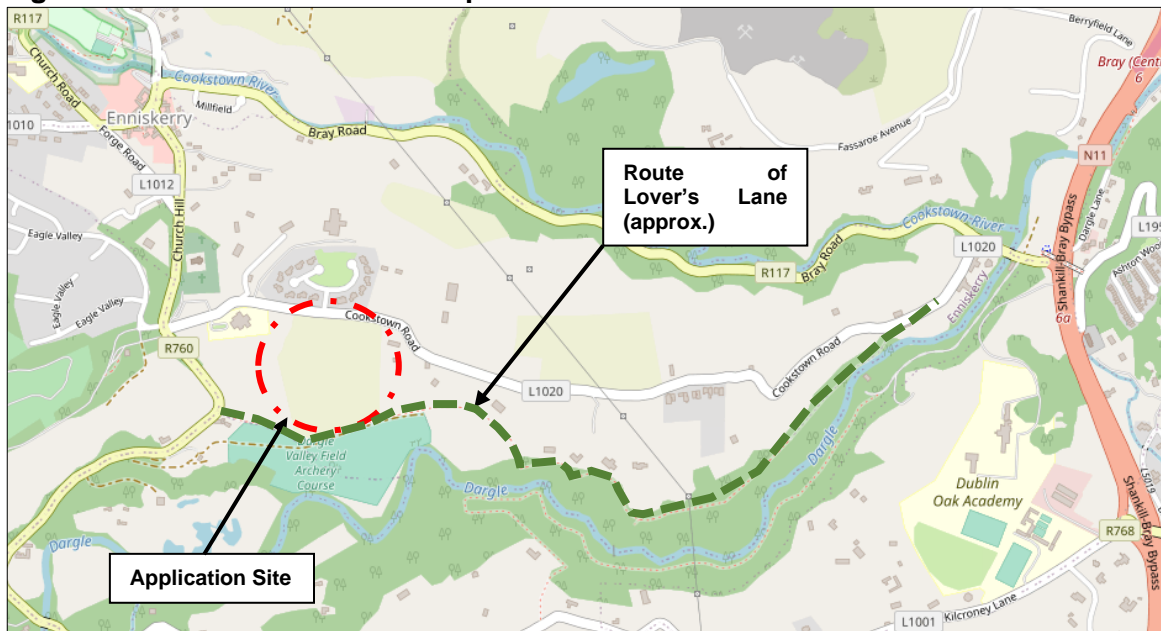 R117
Church Road
Cookstown River
Millfield
Enniskerry
1010
Forge Road
L1012
Bray Road
Church Hill
Eagle Valley
Eagle Valley
Eagle Valley
R760
Cookstown Road
Route of
Lover's Lane
(approx.)
Berryfield Lane
Bray (Cent
6
Fassaroe Avenue
N11
Dargle Lane
L195
Cookstown River
Bray Road
R117
L1020
Enniskerry
Ashton Woo
Shankill-Bray Bypass
6a
Cookstown Road
L1020
Dargle
Dargle
Valley Field
Archery
Course
Dargle
Dargle
Dublin
Oak Academy
L5019
Shankill-Bray Bypass
R768
Kilcroney Lane
L1001
Application Site